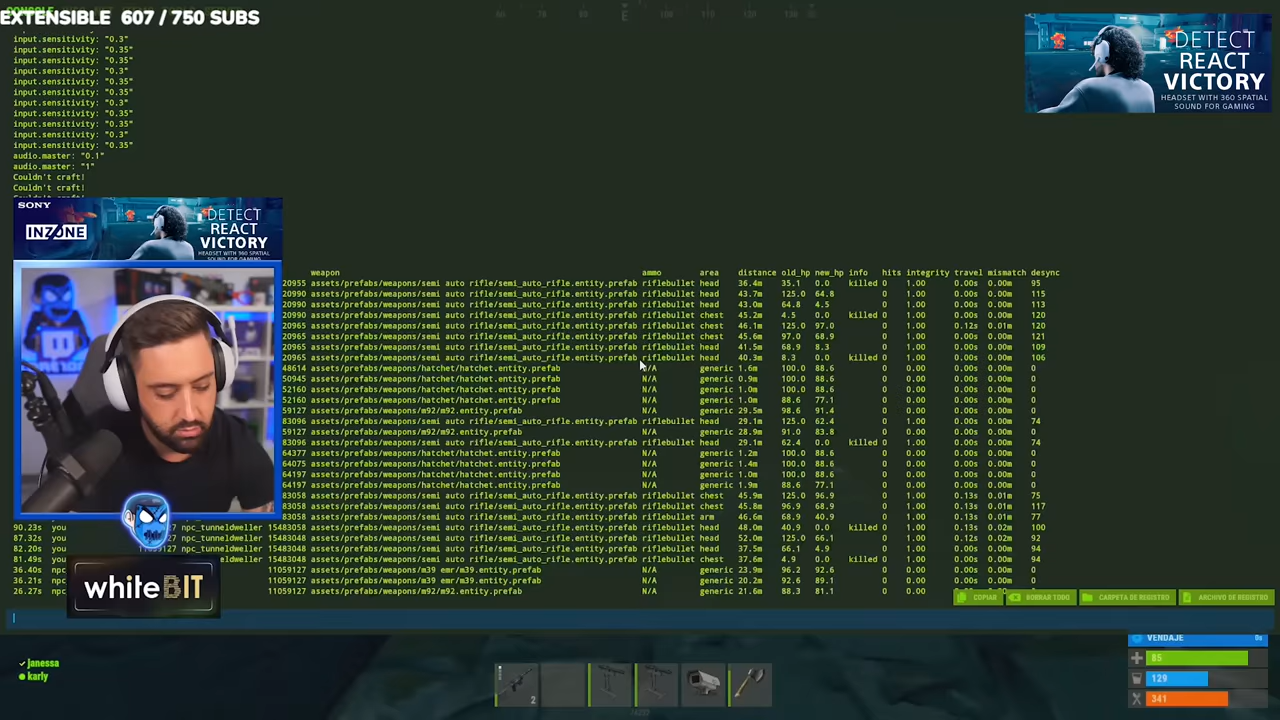 EXTENSIBLE 607 / 750 SUBS
E
input.sensitivity: "0.3"
input.sensitivity: "0.35"
input.sensitivity: "0.35"
input.sensitivity: "0.3"
input.sensitivity: "0.35"
input.sensitivity: "0.35"
input.sensitivity: "0.3"
input.sensitivity: "0.35"
input.sensitivity: "0.35"
input.sensitivity: "0.3"
input.sensitivity: "0.35"
audio.master: "0.1"
audio.master: "1"
Couldn't craft!
Couldn't craft!
DETECT
REACT
VICTORY
HEADSET WITH 360 SPATIAL
SOUND FOR GAMING
SONY
INZONE
DETECT
REACT
VICTORY
HEADSET WITH 360 SPATIAL
SOUND FOR GAMING
weapon ammo area distance old_hp new_hp info hits integrity travel mismatch desync
20955 assets/prefabs/weapons/semi auto rifle/semi_auto_rifle.entity.prefab riflebullet head 36.4m 35.1 0.0 killed 0 1.00 0.00s 0.00m 95
20990 assets/prefabs/weapons/semi auto rifle/semi_auto_rifle.entity.prefab riflebullet head 43.7m 125.0 64.8 0 1.00 0.00s 0.00m 115
20990 assets/prefabs/weapons/semi auto rifle/semi_auto_rifle.entity.prefab riflebullet head 43.0m 64.8 4.5 0 1.00 0.00s 0.00m 113
20990 assets/prefabs/weapons/semi auto rifle/semi_auto_rifle.entity.prefab riflebullet chest 45.2m 4.5 0.0 killed 0 1.00 0.00s 0.00m 120
20965 assets/prefabs/weapons/semi auto rifle/semi_auto_rifle.entity.prefab riflebullet chest 46.1m 125.0 97.0 0 1.00 0.12s 0.01m 120
20965 assets/prefabs/weapons/semi auto rifle/semi_auto_rifle.entity.prefab riflebullet chest 45.6m 97.0 68.9 0 1.00 0.00s 0.00m 121
20965 assets/prefabs/weapons/semi auto rifle/semi_auto_rifle.entity.prefab riflebullet head 41.5m 68.9 8.3 0 1.00 0.00s 0.00m 109
20965 assets/prefabs/weapons/semi auto rifle/semi_auto_rifle.entity.prefab riflebullet head 40.3m 8.3 0.0 killed 0 1.00 0.00s 0.00m 106
48614 assets/prefabs/weapons/hatchet/hatchet.entity.prefab N/A generic 1.6m 100.0 88.6 0 1.00 0.00s 0.00m 0
50945 assets/prefabs/weapons/hatchet/hatchet.entity.prefab N/A generic 0.9m 100.0 88.6 0 1.00 0.00s 0.00m 0
52160 assets/prefabs/weapons/hatchet/hatchet.entity.prefab N/A generic 1.0m 100.0 88.6 0 1.00 0.00s 0.00m 0
52160 assets/prefabs/weapons/hatchet/hatchet.entity.prefab N/A generic 1.0m 88.6 77.1 0 1.00 0.00s 0.00m 0
59127 assets/prefabs/weapons/m92/m92.entity.prefab N/A generic 29.5m 98.6 91.4 0 1.00 0.00s 0.00m 0
83096 assets/prefabs/weapons/semi auto rifle/semi_auto_rifle.entity.prefab riflebullet head 29.1m 125.0 62.4 0 1.00 0.00s 0.00m 74
59127 assets/prefabs/weapons/m92/m92.entity.prefab N/A generic 28.9m 91.0 83.8 0 1.00 0.00s 0.00m 0
83096 assets/prefabs/weapons/semi auto rifle/semi_auto_rifle.entity.prefab riflebullet head 29.1m 62.4 0.0 killed 0 1.00 0.00s 0.00m 74
64377 assets/prefabs/weapons/hatchet/hatchet.entity.prefab N/A generic 1.2m 100.0 88.6 0 1.00 0.00s 0.00m 0
64075 assets/prefabs/weapons/hatchet/hatchet.entity.prefab N/A generic 1.4m 100.0 88.6 0 1.00 0.00s 0.00m 0
64197 assets/prefabs/weapons/hatchet/hatchet.entity.prefab N/A generic 1.0m 100.0 88.6 0 1.00 0.00s 0.00m 0
64197 assets/prefabs/weapons/hatchet/hatchet.entity.prefab N/A generic 1.9m 88.6 77.1 0 1.00 0.00s 0.00m 0
83058 assets/prefabs/weapons/semi auto rifle/semi_auto_rifle.entity.prefab riflebullet chest 45.9m 125.0 96.9 0 1.00 0.13s 0.01m 75
83058 assets/prefabs/weapons/semi auto rifle/semi_auto_rifle.entity.prefab riflebullet chest 45.8m 96.9 68.9 0 1.00 0.13s 0.01m 117
83058 assets/prefabs/weapons/semi auto rifle/semi_auto_rifle.entity.prefab riflebullet arm 46.6m 68.9 40.9 0 1.00 0.13s 0.01m 77
90.23s you npc_tunneldweller 15483048 assets/prefabs/weapons/semi auto rifle/semi_auto_rifle.entity.prefab riflebullet head 48.0m 40.9 0.0 killed 0 1.00 0.13s 0.02m 100
87.32s you npc_tunneldweller 15483048 assets/prefabs/weapons/semi auto rifle/semi_auto_rifle.entity.prefab riflebullet head 52.0m 125.0 66.1 0 1.00 0.12s 0.02m 92
82.20s you 11059127 npc_tunneldweller 15483048 assets/prefabs/weapons/semi auto rifle/semi_auto_rifle.entity.prefab riflebullet head 37.5m 66.1 4.9 0 1.00 0.00s 0.00m 94
81.49s you npc_tunneldweller 15483048 assets/prefabs/weapons/semi auto rifle/semi_auto_rifle.entity.prefab riflebullet head 37.6m 4.9 0.0 killed 0 1.00 0.00s 0.00m 94
36.40s npc 11059127 assets/prefabs/weapons/m39 emr/m39.entity.prefab N/A generic 23.9m 96.2 92.6 0 1.00 0.00s 0.00m 0
36.21s npc 11059127 assets/prefabs/weapons/m39 emr/m39.entity.prefab N/A generic 20.2m 92.6 89.1 0 1.00 0.00s 0.00m 0
26.27s npc 11059127 assets/prefabs/weapons/m92/m92.entity.prefab N/A generic 21.6m 88.3 81.1 0 1.00 0.00s 0.00m 0
whiteBIT
COPIAR BORRAR TODO CARPETA DE REGISTRO ARCHIVO DE REGISTRO
VENDAJE 0s
85
129
341
janessa
karly
2